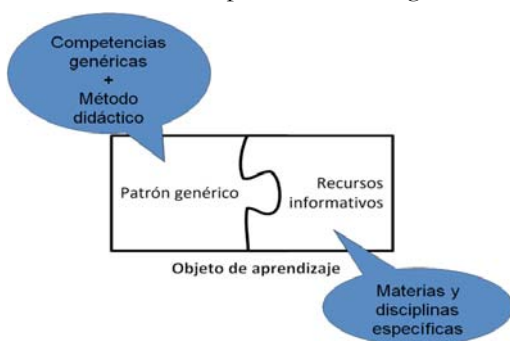 Competencias
genéricas
+
Método
didáctico
Patrón genérico
Recursos
informativos
Objeto de aprendizaje
Materias y
disciplinas
específicas